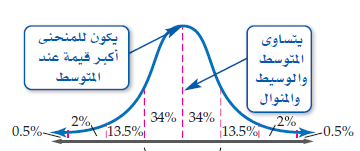 يتساوى
المتوسط
والوسيط
والمنوال
يكون للمنحنى
أكبر قيمة عند
المتوسط
0.5% 2% 13.5% 34% 34% 13.5% 2% 0.5%